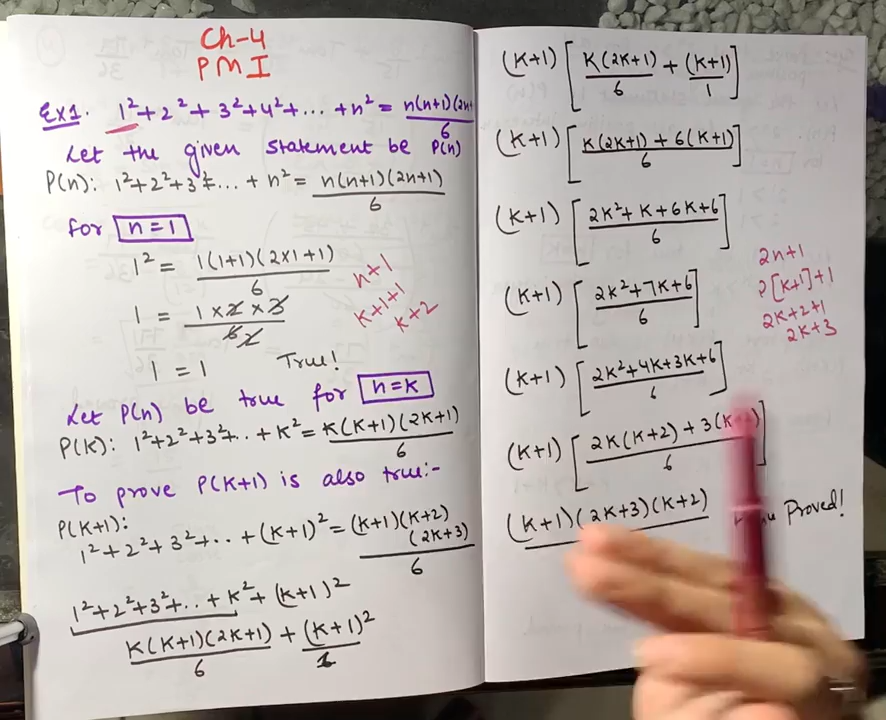 Ch-4
PMI
Ex1. 1² + 2² + 3² + 4² + ... + n² = n(n+1)(2n+
6
Let the given statement be P(n)
P(n): 1²+2²+3²+... + n² = n(n+1)(2n+1)
6
for n=1
1² = 1(1+1)(2×1+1)
6
1 = 1×2×3
6 2
1 = 1 True!
n+1
k+1+1
k+2
Let P(n) be true for n=k
P(k): 1²+2²+3²+.. + k² = k(k+1)(2k+1)
6
To prove P(k+1) is also true:-
P(k+1):
1²+2²+3²+.. + (k+1)² = (k+1)(k+2)
(2k+3)
6
1²+2²+3²+.. + k² + (k+1)²
k(k+1)(2k+1) + (k+1)²
6 1
(k+1) [ k(2k+1) + (k+1) ]
6 1
(k+1) [ k(2k+1) + 6(k+1) ]
6
(k+1) [ 2k²+k+6k+6 ]
6
(k+1) [ 2k²+7k+6 ]
6
2n+1
2[k+1]+1
2k+2+1
2k+3
(k+1) [ 2k²+4k+3k+6 ]
6
(k+1) [ 2k(k+2) + 3(k ) ]
6
(k+1)(2k+3)(k+2) Proved!